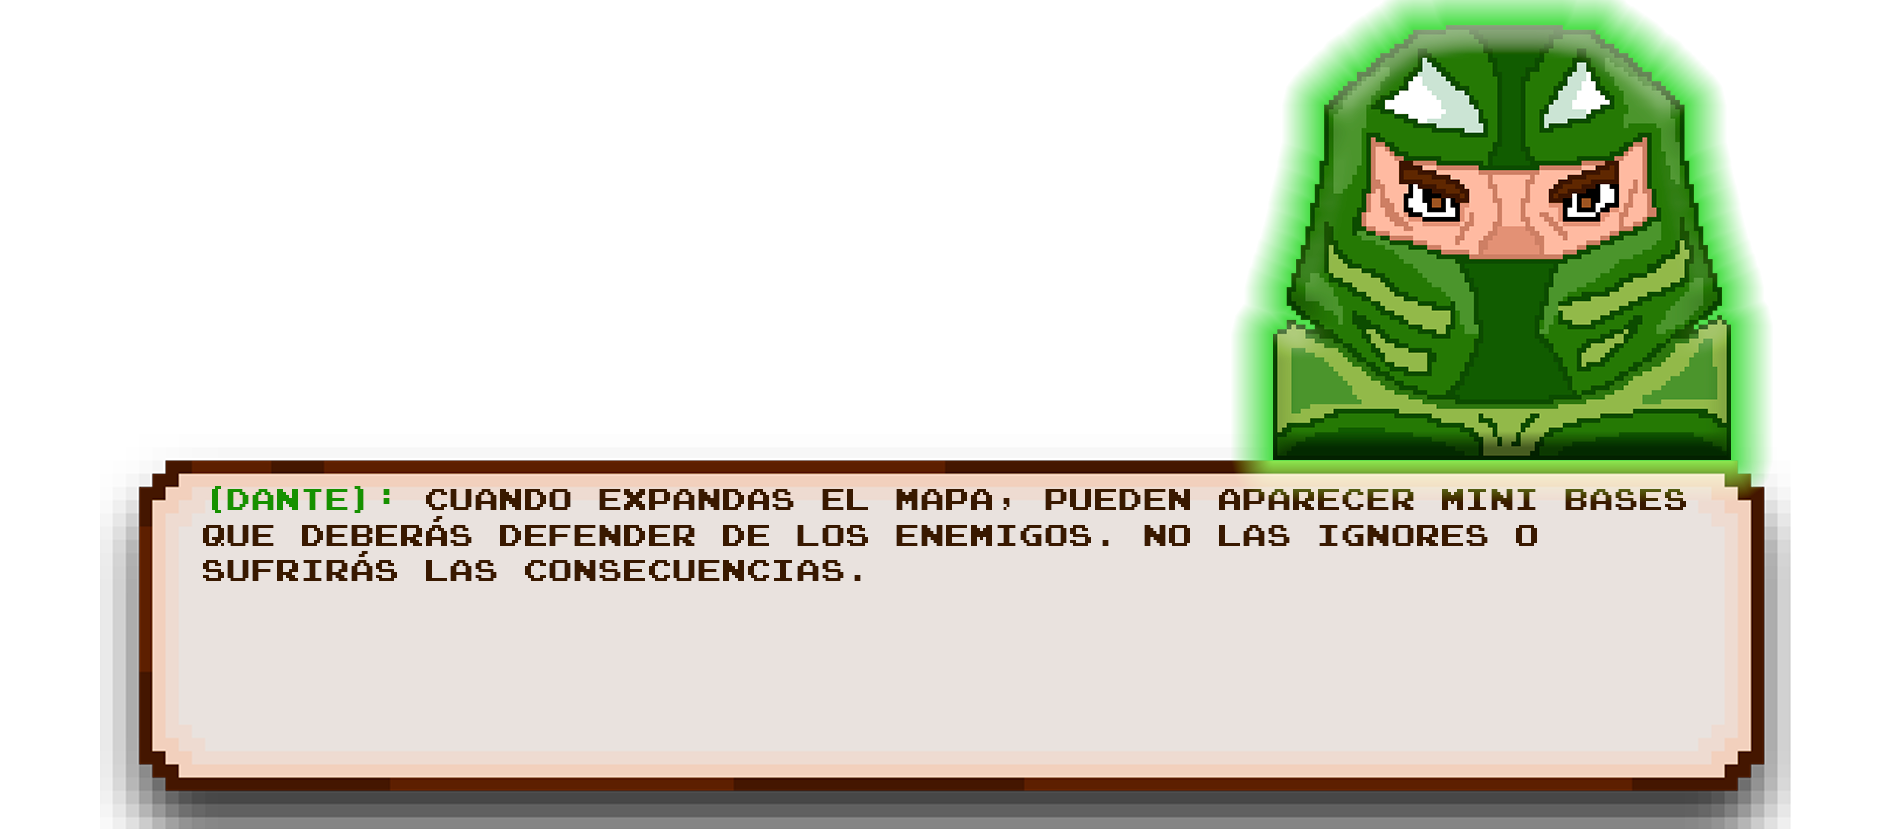 (DANTE): CUANDO EXPANDAS EL MAPA, PUEDEN APARECER MINI BASES
QUE DEBERÁS DEFENDER DE LOS ENEMIGOS. NO LAS IGNORES O
SUFRIRÁS LAS CONSECUENCIAS.